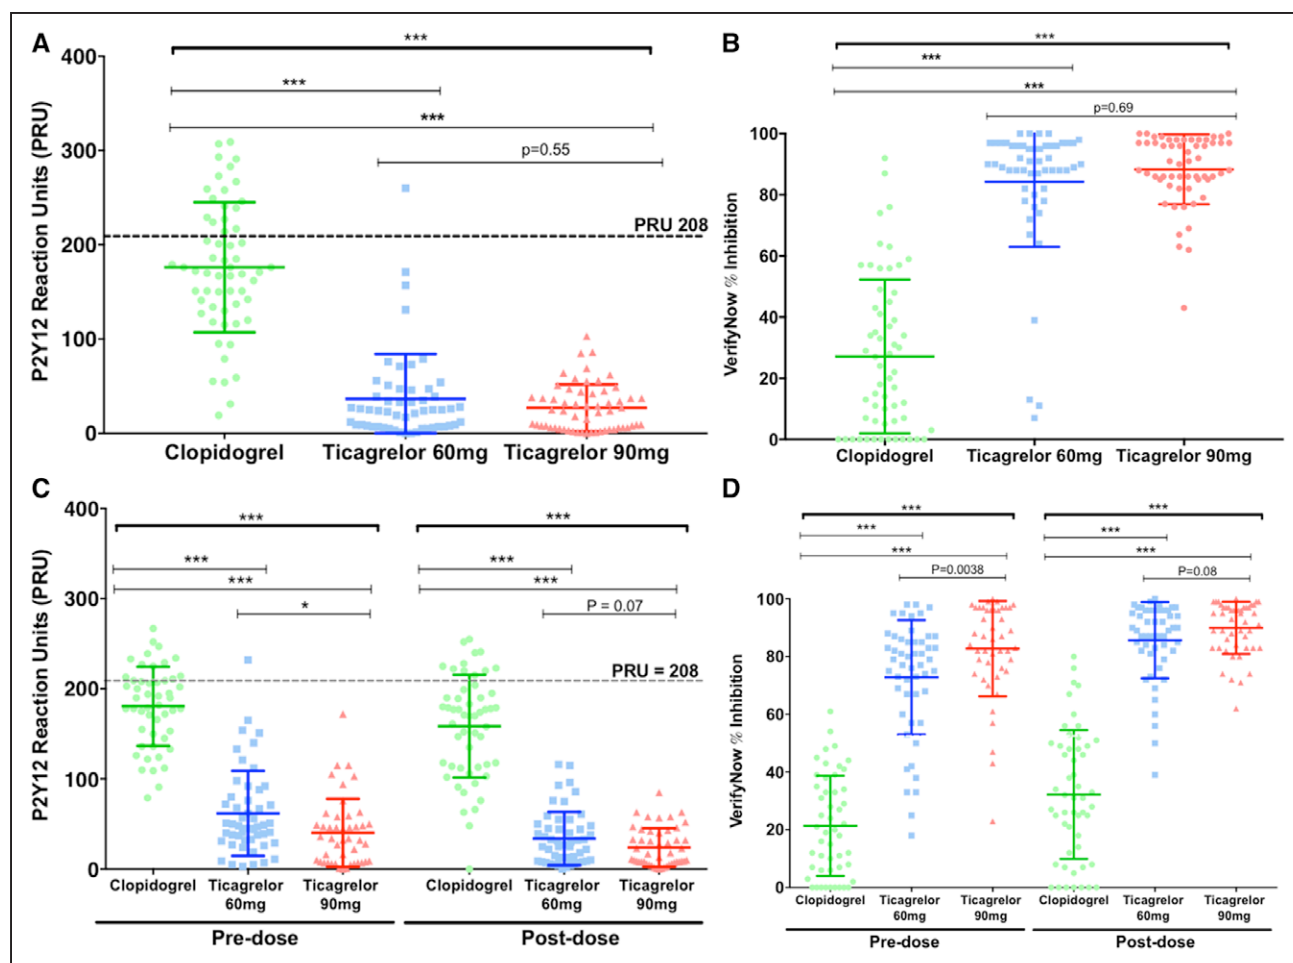 A
***
***
***
p=0.55
PRU 208
P2Y12 Reaction Units (PRU)
400
300
200
100
0
Clopidogrel
Ticagrelor 60mg
Ticagrelor 90mg
B
***
***
***
p=0.69
VerifyNow % Inhibition
100
80
60
40
20
0
Clopidogrel
Ticagrelor 60mg
Ticagrelor 90mg
C
***
***
***
***
***
***
*
P = 0.07
PRU = 208
P2Y12 Reaction Units (PRU)
400
300
200
100
0
Clopidogrel
Ticagrelor
60mg
Ticagrelor
90mg
Clopidogrel
Ticagrelor
60mg
Ticagrelor
90mg
Pre-dose
Post-dose
D
***
***
***
***
***
***
P=0.0038
P=0.08
VerifyNow % Inhibition
100
80
60
40
20
0
Clopidogrel
Ticagrelor
60mg
Ticagrelor
90mg
Clopidogrel
Ticagrelor
60mg
Ticagrelor
90mg
Pre-dose
Post-dose